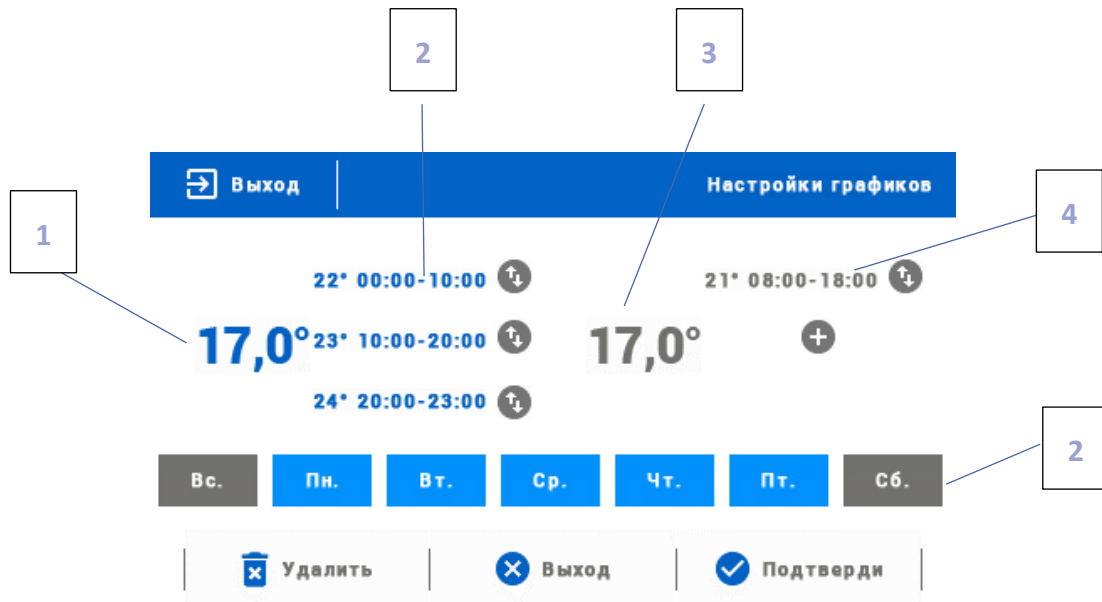 2 3
Выход Настройки графиков
1 4
22° 00:00-10:00 21° 08:00-18:00
17,0° 23° 10:00-20:00 17,0°
24° 20:00-23:00
2
Вс. Пн. Вт. Ср. Чт. Пт. Сб.
Удалить Выход Подтверди